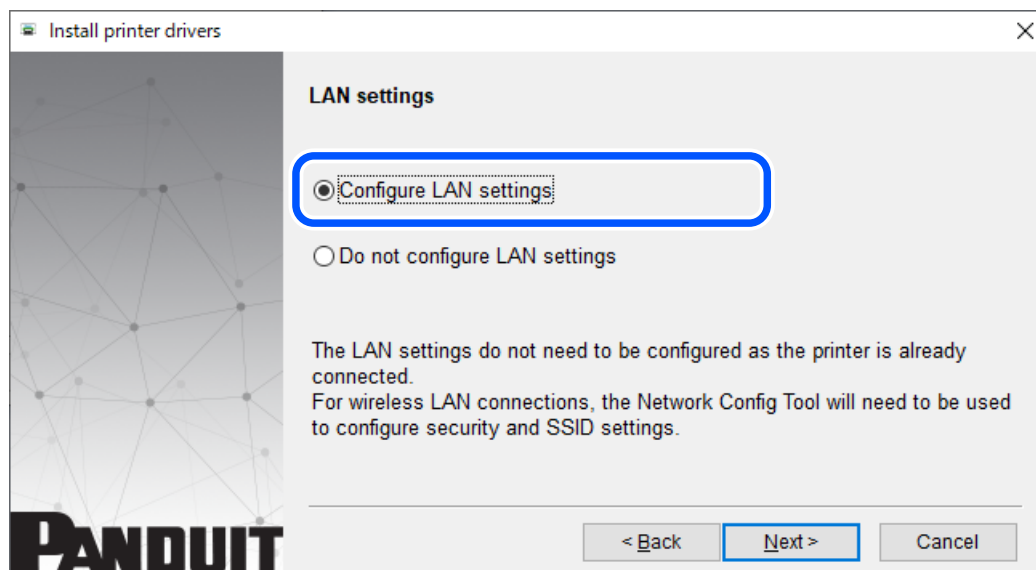 Install printer drivers
LAN settings
Configure LAN settings
Do not configure LAN settings
The LAN settings do not need to be configured as the printer is already
connected.
For wireless LAN connections, the Network Config Tool will need to be used
to configure security and SSID settings.
PANDUIT
< Back
Next >
Cancel